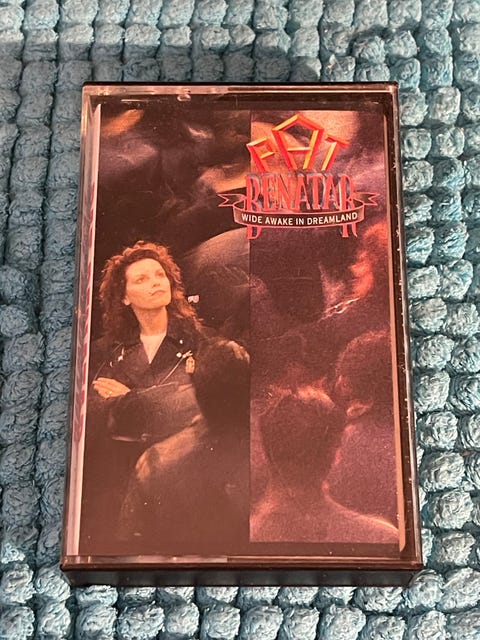 PAT
BENATAR
WIDE AWAKE IN DREAMLAND